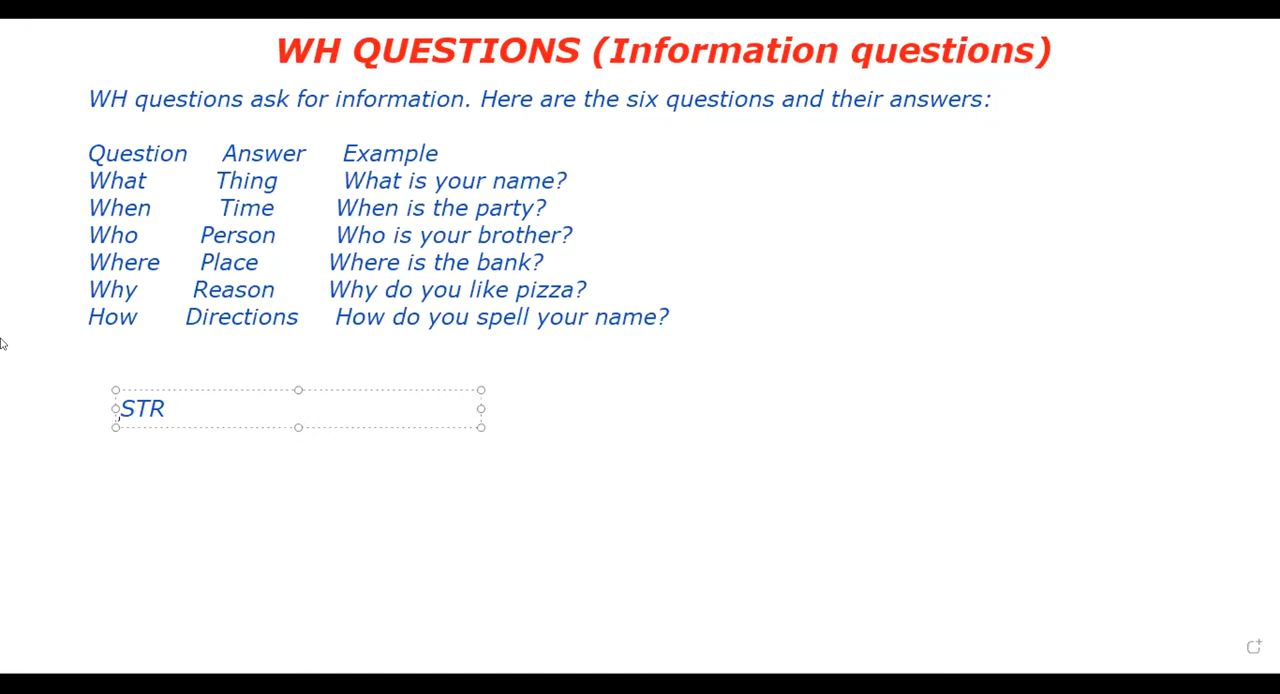 WH QUESTIONS (Information questions)
WH questions ask for information. Here are the six questions and their answers:
Question Answer Example
What Thing What is your name?
When Time When is the party?
Who Person Who is your brother?
Where Place Where is the bank?
Why Reason Why do you like pizza?
How Directions How do you spell your name?
STR